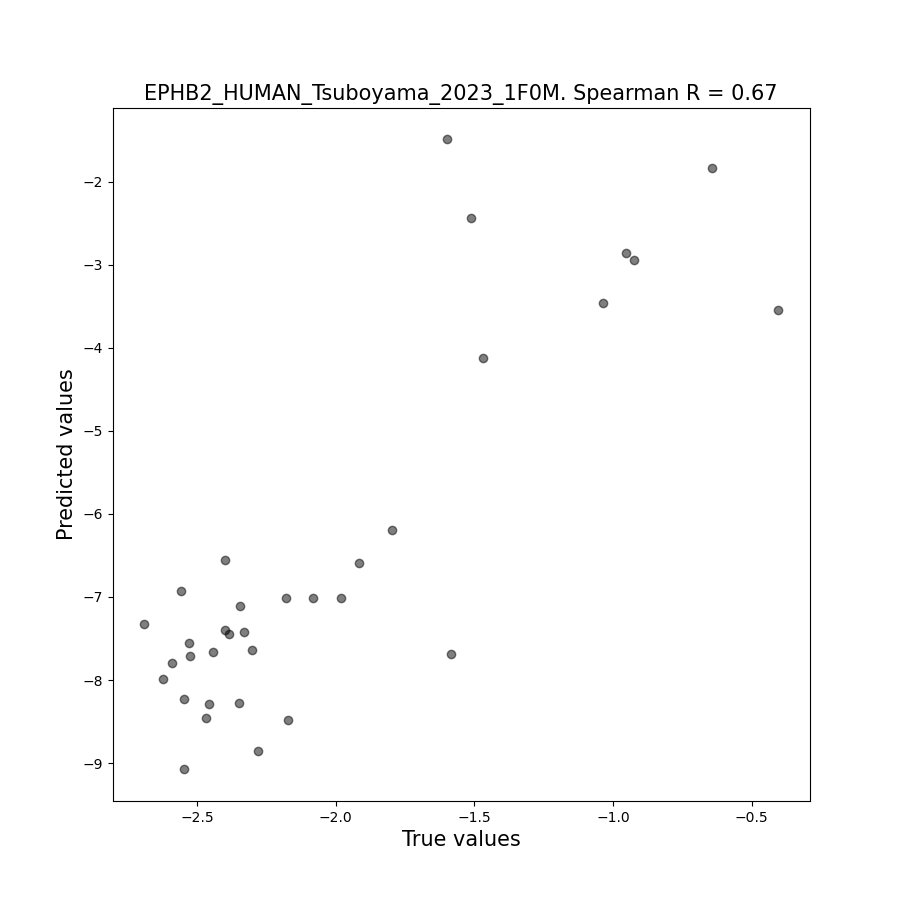 EPHB2_HUMAN_Tsuboyama_2023_1F0M. Spearman R = 0.67
−2
−3
−4
−5
−6
−7
−8
−9
Predicted values
−2.5 −2.0 −1.5 −1.0 −0.5
True values